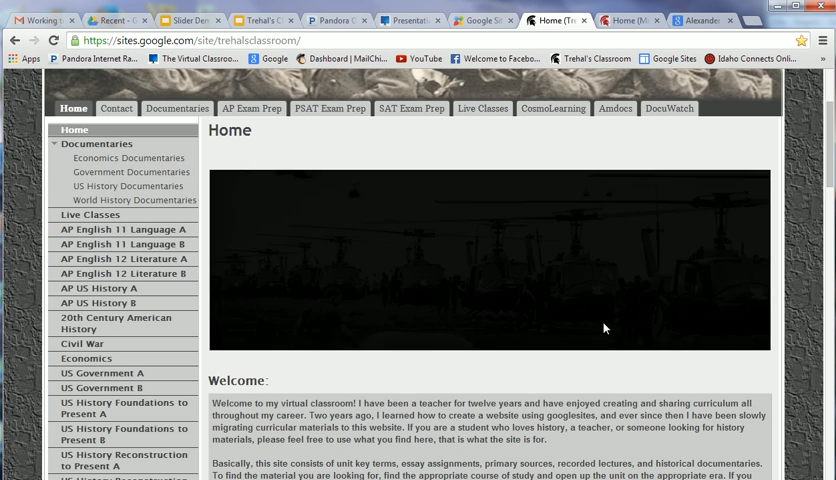 Working to
Recent - G
Slider Dem
Trehal's Cl
Pandora O
Presentati
Google Sit
Home (Tre
Home (Mr
Alexander
https://sites.google.com/site/trehalsclassroom/
Apps Pandora Internet Ra... The Virtual Classroo... Google Dashboard | MailChi... YouTube Welcome to Facebo... Trehal's Classroom Google Sites Idaho Connects Onl...
Home Contact Documentaries AP Exam Prep PSAT Exam Prep SAT Exam Prep Live Classes CosmoLearning Amdocs DocuWatch
Home
Documentaries
Economics Documentaries
Government Documentaries
US History Documentaries
World History Documentaries
Live Classes
AP English 11 Language A
AP English 11 Language B
AP English 12 Literature A
AP English 12 Literature B
AP US History A
AP US History B
20th Century American
History
Civil War
Economics
US Government A
US Government B
US History Foundations to
Present A
US History Foundations to
Present B
US History Reconstruction
to Present A
US History Reconstruction
Home
Welcome:
Welcome to my virtual classroom! I have been a teacher for twelve years and have enjoyed creating and sharing curriculum all
throughout my career. Two years ago, I learned how to create a website using googlesites, and ever since then I have been slowly
migrating curricular materials to this website. If you are a student who loves history, a teacher, or someone looking for history
materials, please feel free to use what you find here, that is what the site is for.
Basically, this site consists of unit key terms, essay assignments, primary sources, recorded lectures, and historical documentaries.
To find the material you are looking for, find the appropriate course of study and open up the unit on the appropriate era. If you